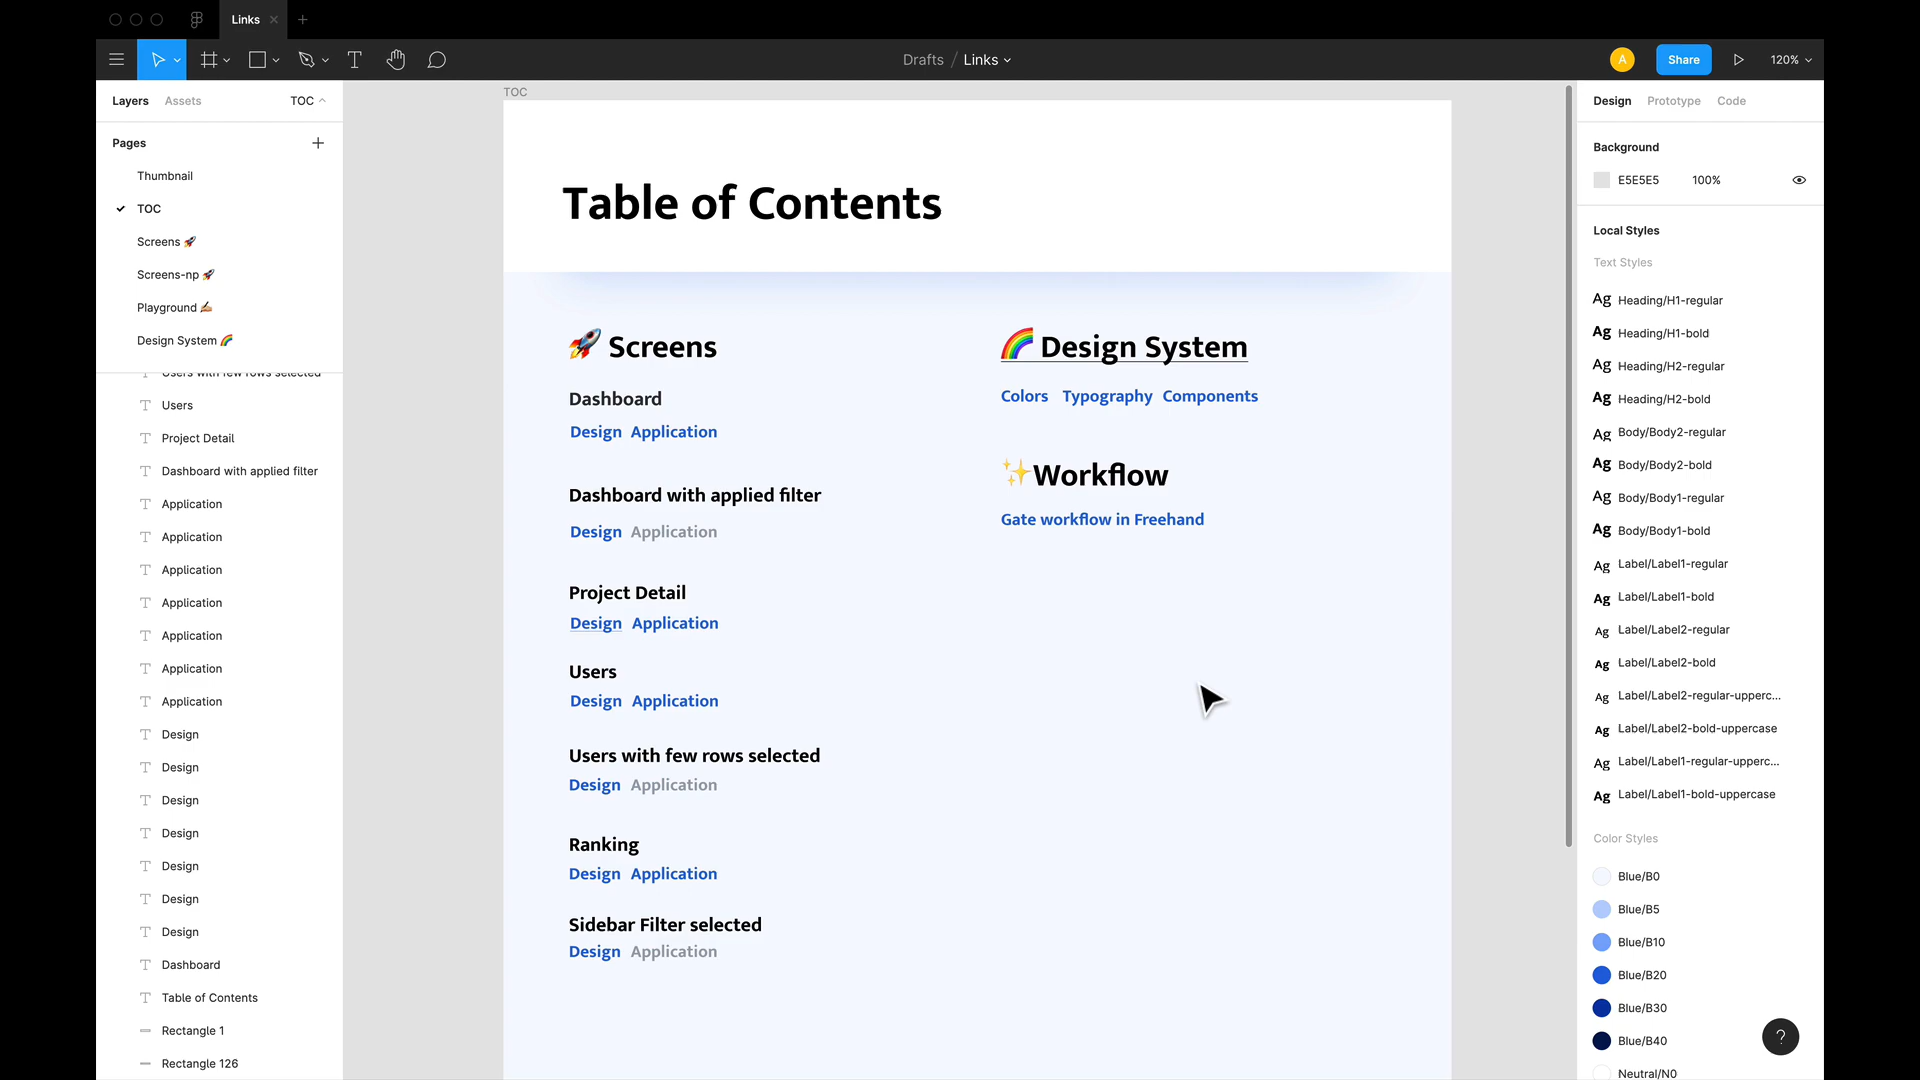 Links
Drafts / Links
A
Share
120%
Layers Assets TOC
Pages
Thumbnail
TOC
Screens 🚀
Screens-np 🚀
Playground ✍🏼
Design System 🌈
Users with few rows selected
Users
Project Detail
Dashboard with applied filter
Application
Application
Application
Application
Application
Application
Application
Design
Design
Design
Design
Design
Design
Design
Dashboard
Table of Contents
Rectangle 1
Rectangle 126
TOC
Table of Contents
🚀 Screens
Dashboard
Design Application
Dashboard with applied filter
Design Application
Project Detail
Design Application
Users
Design Application
Users with few rows selected
Design Application
Ranking
Design Application
Sidebar Filter selected
Design Application
🌈 Design System
Colors Typography Components
✨Workflow
Gate workflow in Freehand
Design Prototype Code
Background
E5E5E5 100%
Local Styles
Text Styles
Ag Heading/H1-regular
Ag Heading/H1-bold
Ag Heading/H2-regular
Ag Heading/H2-bold
Ag Body/Body2-regular
Ag Body/Body2-bold
Ag Body/Body1-regular
Ag Body/Body1-bold
Ag Label/Label1-regular
Ag Label/Label1-bold
Ag Label/Label2-regular
Ag Label/Label2-bold
Ag Label/Label2-regular-upperc...
Ag Label/Label2-bold-uppercase
Ag Label/Label1-regular-upperc...
Ag Label/Label1-bold-uppercase
Color Styles
Blue/B0
Blue/B5
Blue/B10
Blue/B20
Blue/B30
Blue/B40
Neutral/N0
?